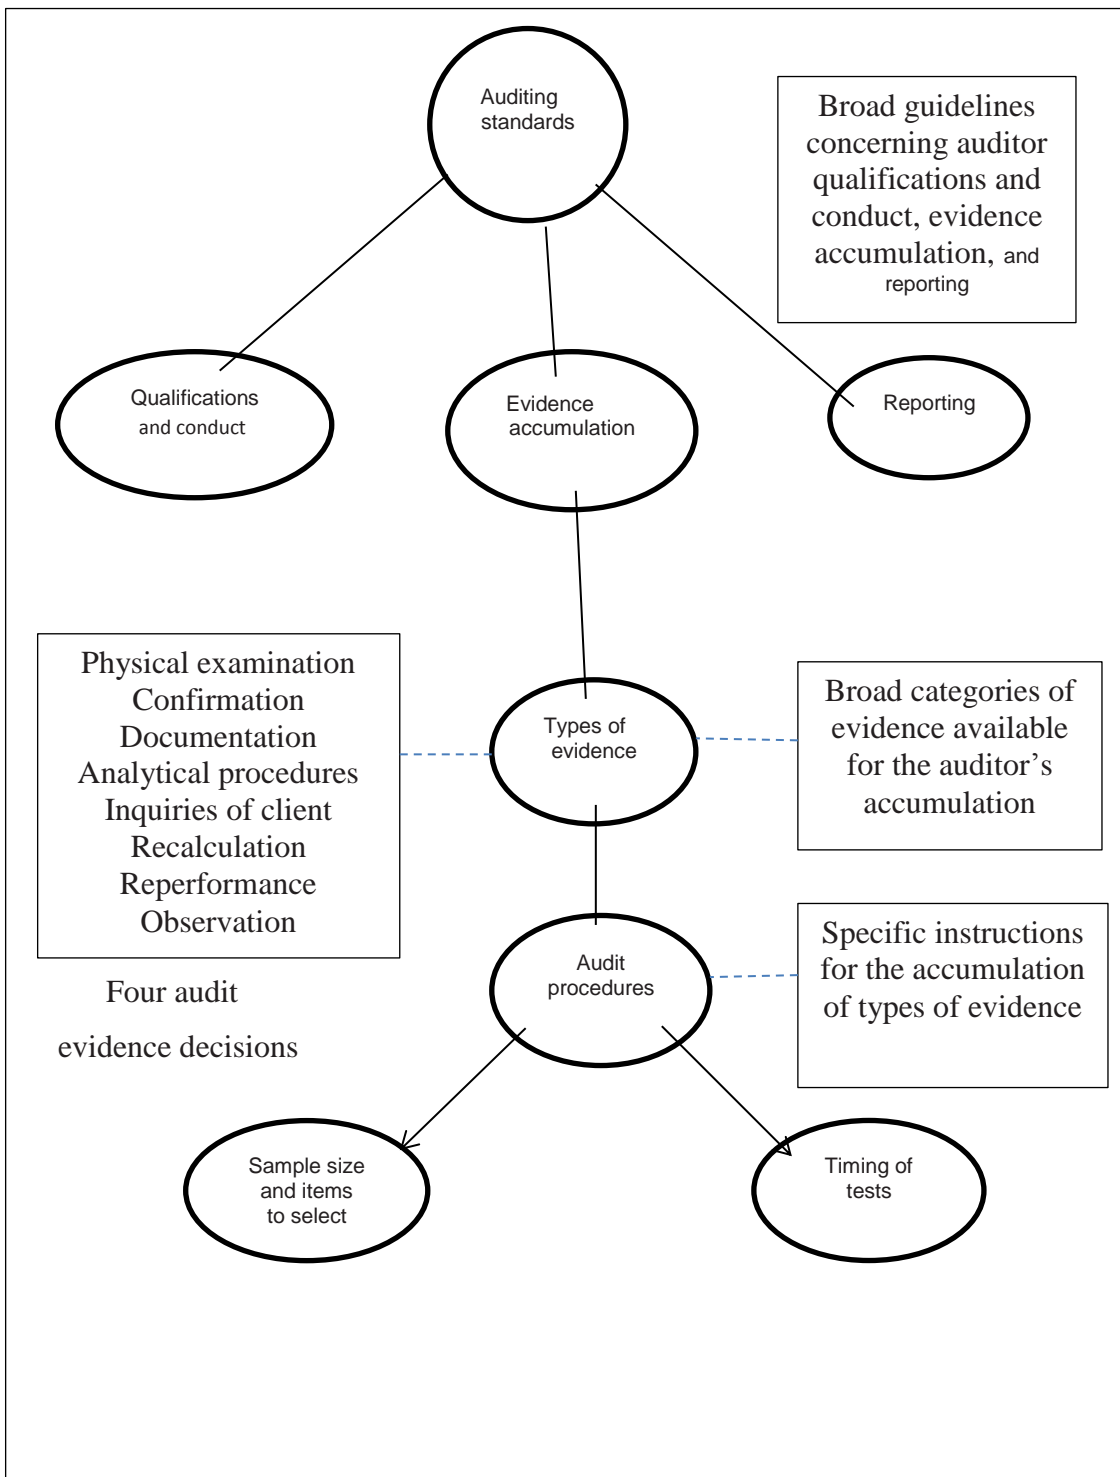 Auditing
standards
Broad guidelines
concerning auditor
qualifications and
conduct, evidence
accumulation, and
reporting
Qualifications
and conduct
Evidence
accumulation
Reporting
Physical examination
Confirmation
Documentation
Analytical procedures
Inquiries of client
Recalculation
Reperformance
Observation
Types of
evidence
Broad categories of
evidence available
for the auditor’s
accumulation
Four audit
evidence decisions
Audit
procedures
Specific instructions
for the accumulation
of types of evidence
Sample size
and items
to select
Timing of
tests